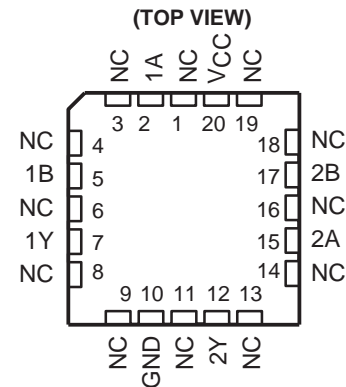 (TOP VIEW)
NC 1A NC VCC NC
3 2 1 20 19
NC 4 18 NC
1B 5 17 2B
NC 6 16 NC
1Y 7 15 2A
NC 8 14 NC
9 10 11 12 13
NC GND NC 2Y NC